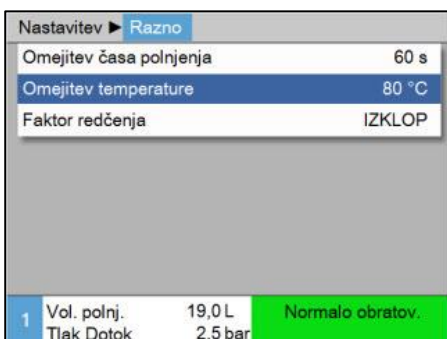 Nastavitev ► Razno
Omejitev časa polnjenja 60 s
Omejitev temperature 80 °C
Faktor redčenja IZKLOP
1 Vol. polnj. 19,0 L Normalo obratov.
Tlak Dotok 2,5 bar